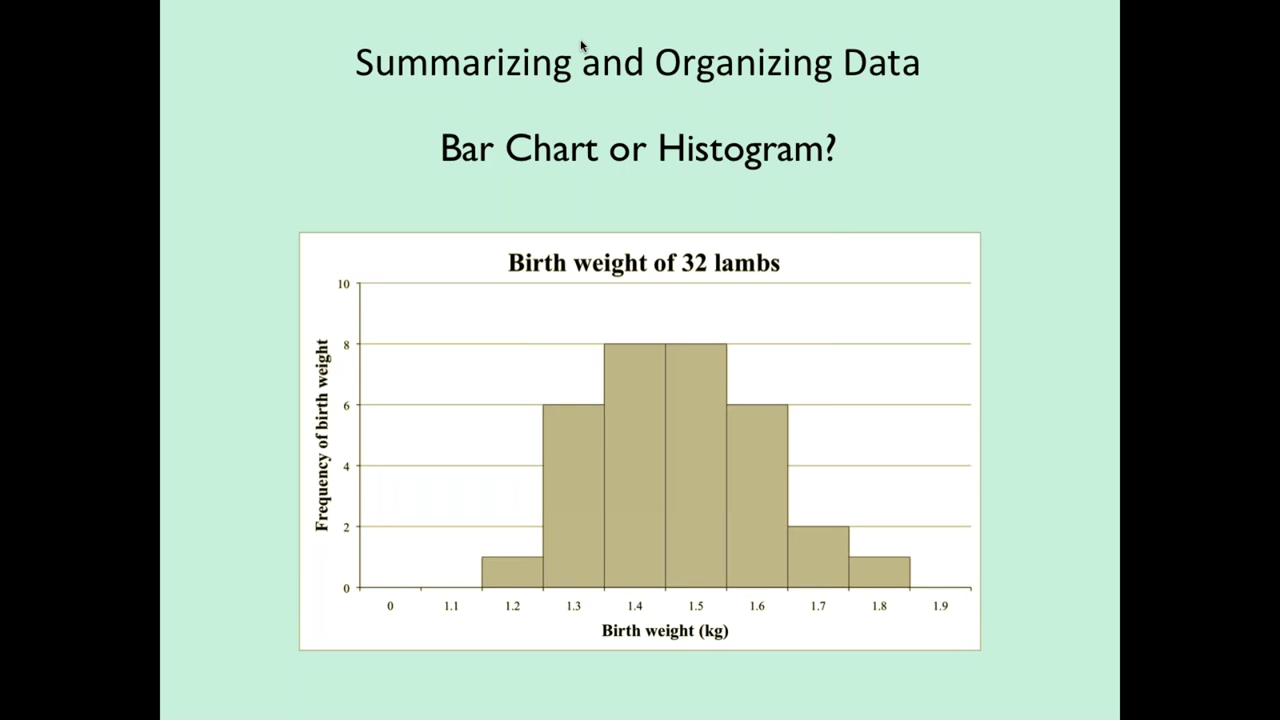 Summarizing and Organizing Data
Bar Chart or Histogram?
Birth weight of 32 lambs
Frequency of birth weight
10
8
6
4
2
0
0 1.1 1.2 1.3 1.4 1.5 1.6 1.7 1.8 1.9
Birth weight (kg)